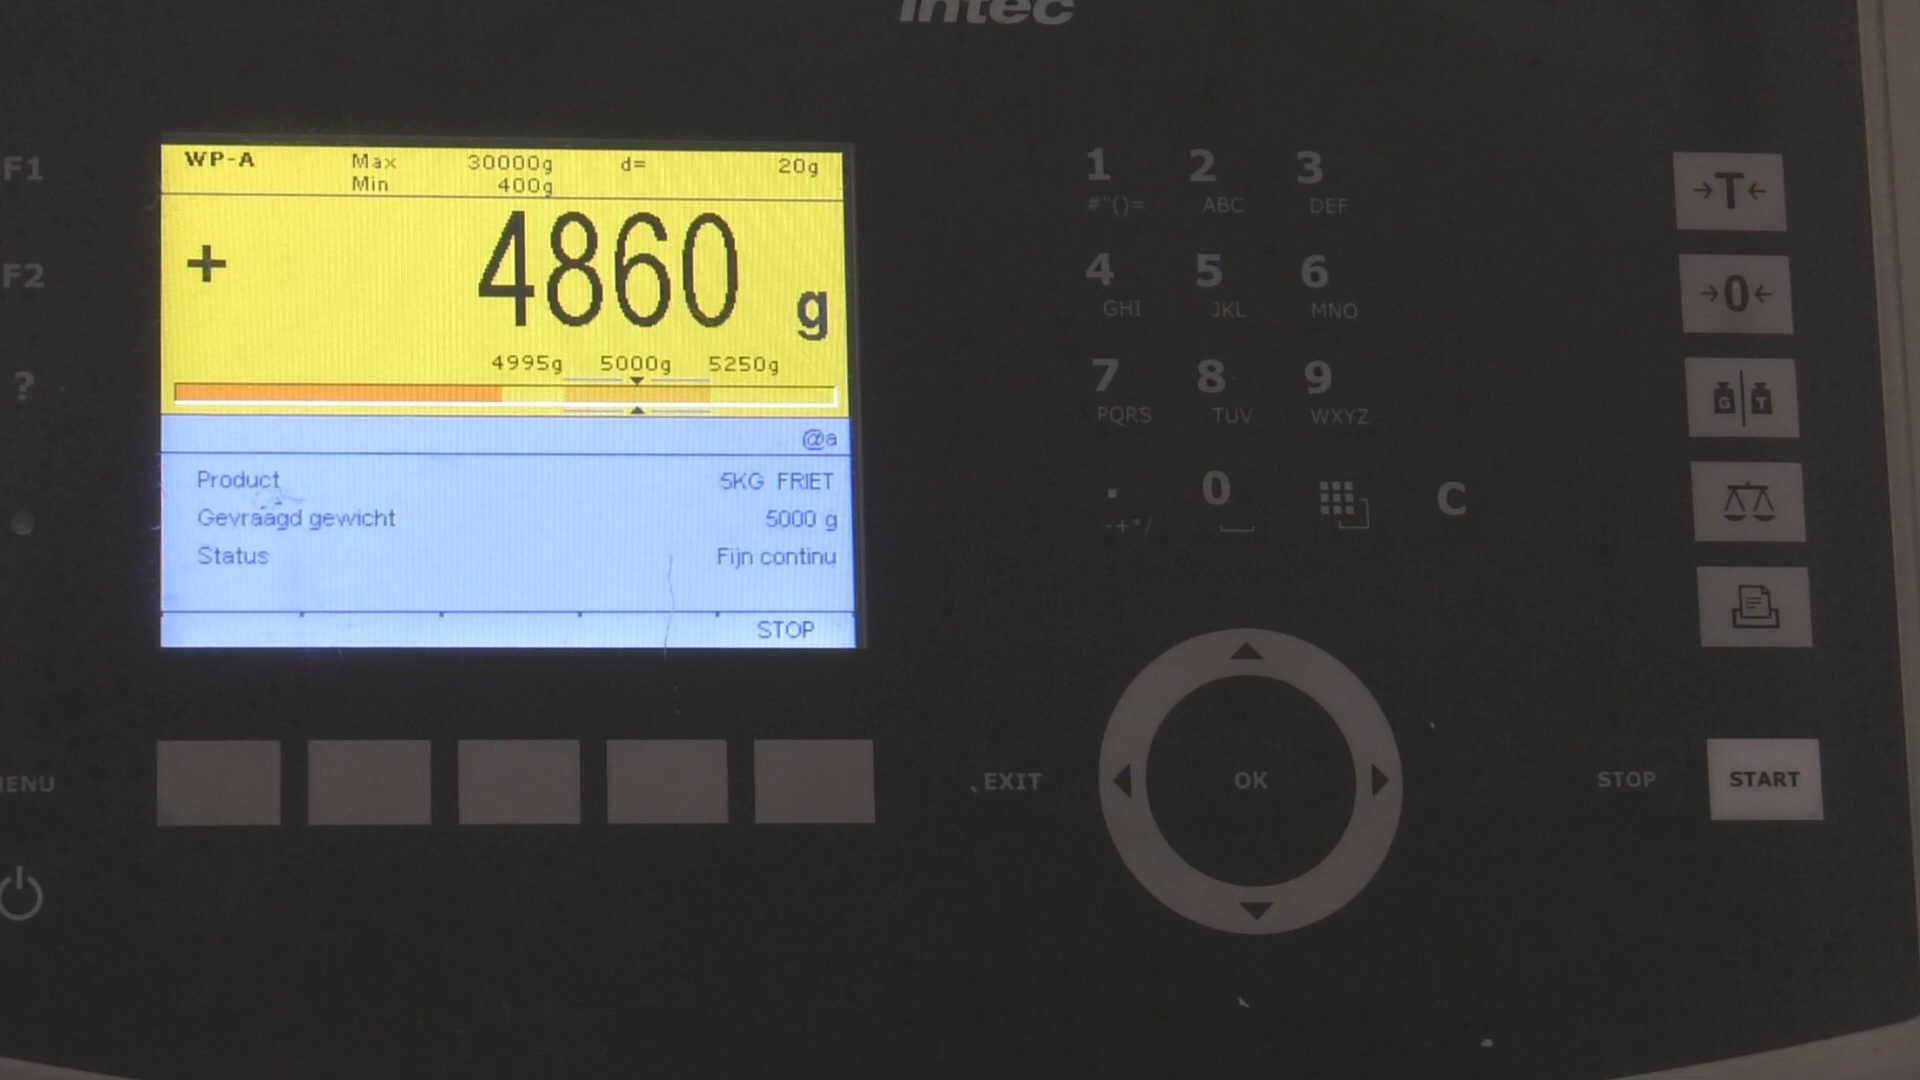 intec
WP-A Max 30000g d= 20g
Min 400g
+ 4860 g
4995g 5000g 5250g
@a
Product 5KG FRIET
Gevraagd gewicht 5000 g
Status Fijn continu
STOP
F1
F2
?
1 2 3
#"()= ABC DEF
4 5 6
GHI JKL MNO
7 8 9
PQRS TUV WXYZ
. 0 C
-+*/
→T←
→0←
G T
EXIT OK STOP START